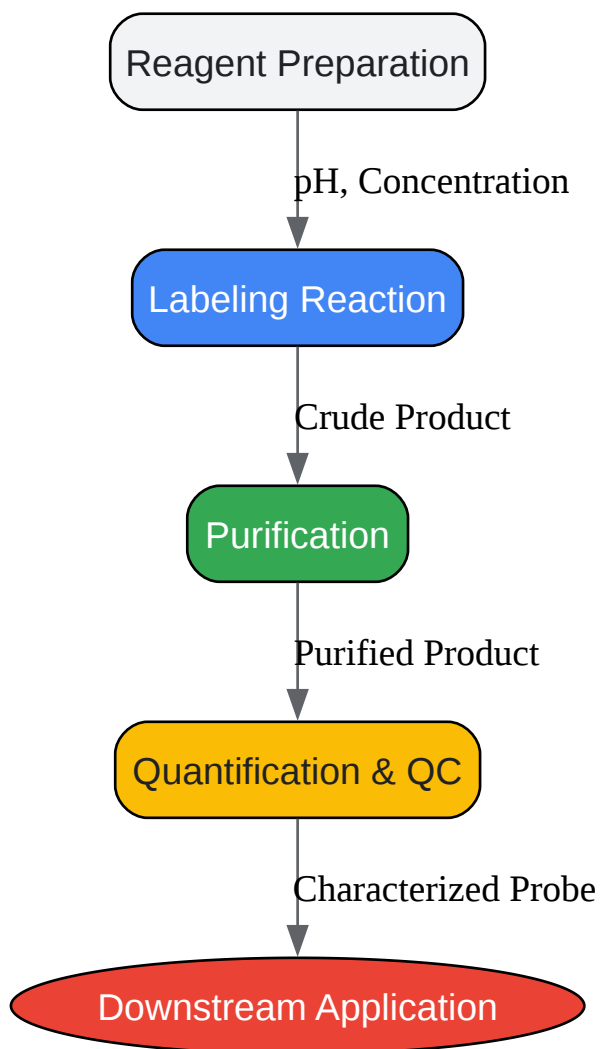 Reagent Preparation
pH, Concentration
Labeling Reaction
Crude Product
Purification
Purified Product
Quantification & QC
Characterized Probe
Downstream Application